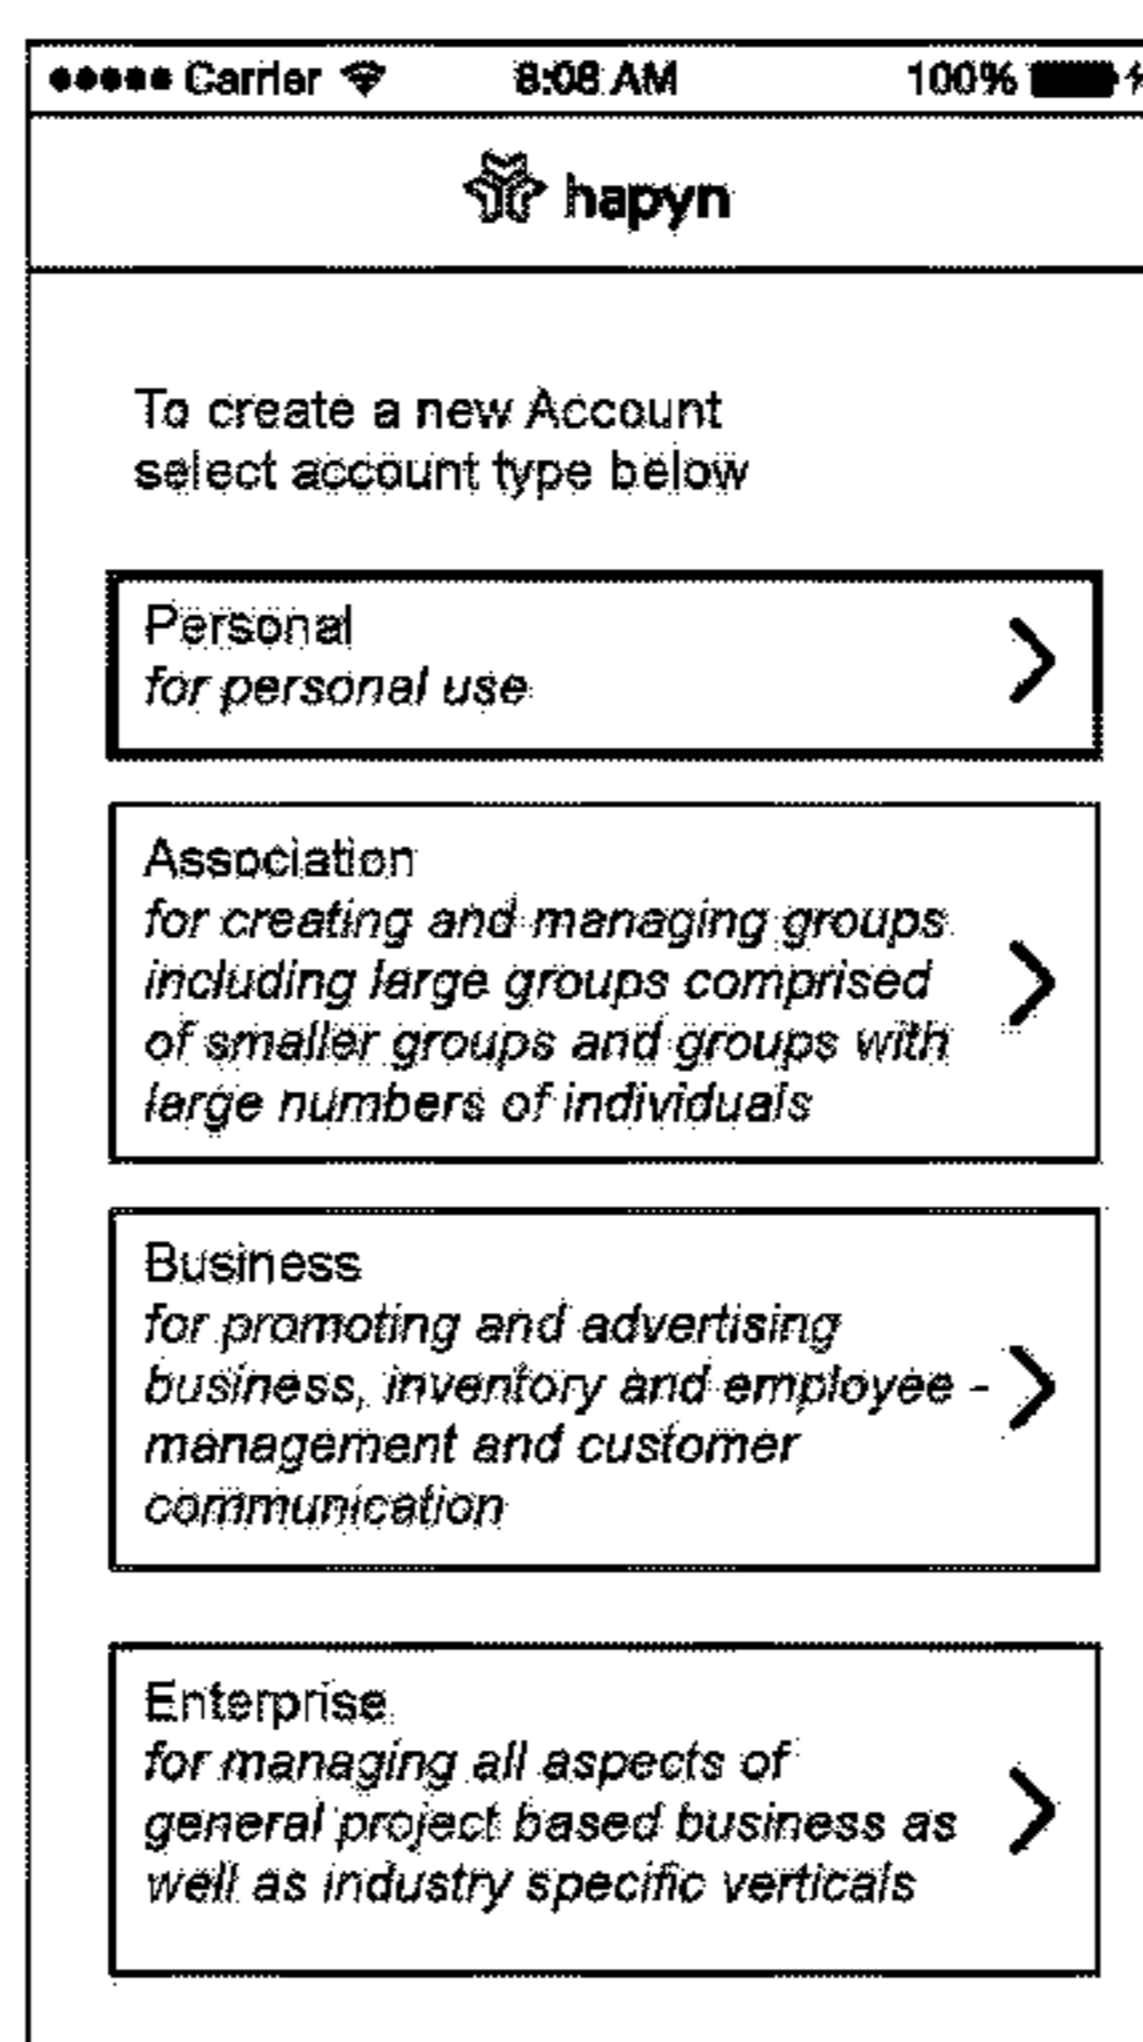 Carrier 8:08 AM 100%
hapyn
To create a new Account
select account type below
Personal
for personal use
Association
for creating and managing groups
including large groups comprised
of smaller groups and groups with
large numbers of individuals
Business
for promoting and advertising
business, inventory and employee -
management and customer
communication
Enterprise
for managing all aspects of
general project based business as
well as industry specific verticals